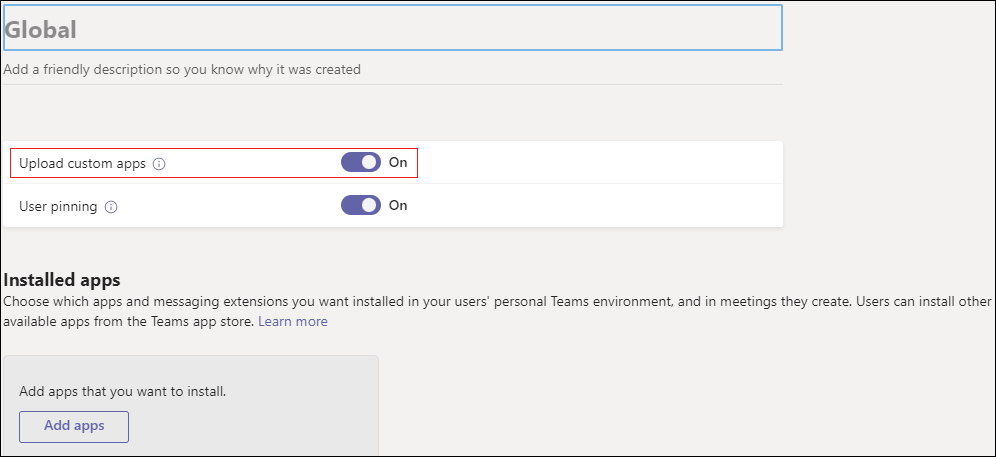 Global
Add a friendly description so you know why it was created
Upload custom apps On
User pinning On
Installed apps
Choose which apps and messaging extensions you want installed in your users' personal Teams environment, and in meetings they create. Users can install other
available apps from the Teams app store. Learn more
Add apps that you want to install.
Add apps